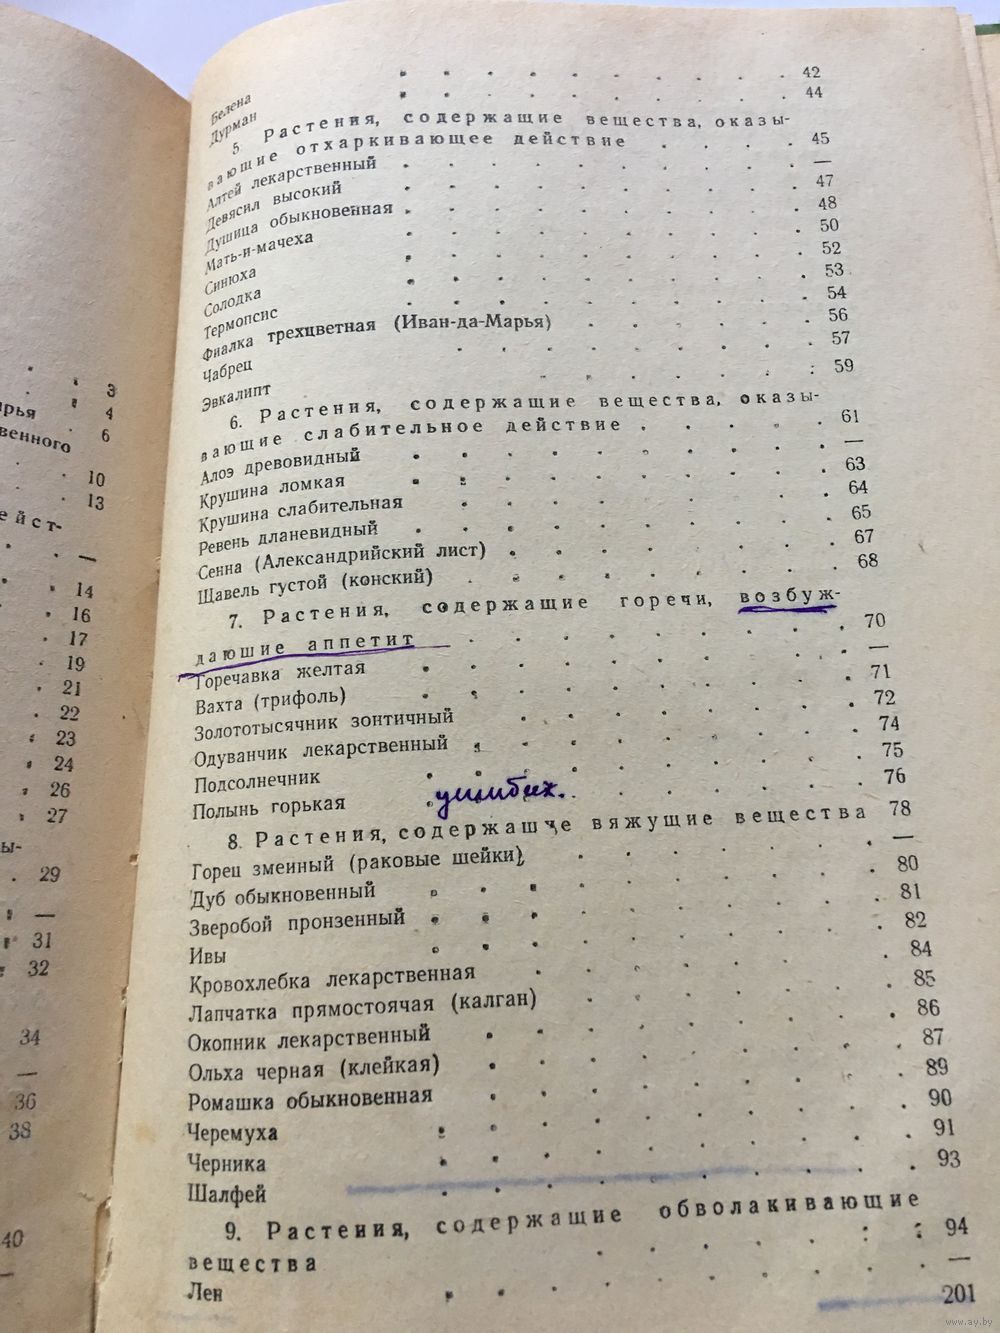 3
арья 4
венного 6
10
13
ейст-
—
14
16
17
19
21
22
23
24
26
27
ы-
29
—
31
32
34
—
36
38
40
—
Белена 42
Дурман 44
5 Растения, содержащие вещества, оказы-
вающие отхаркивающее действие 45
Алтей лекарственный —
Девясил высокий 47
Душица обыкновенная 48
Мать-и-мачеха 50
Синюха 52
Солодка 53
Термопсис 54
Фиалка трехцветная (Иван-да-Марья) 56
Чабрец 57
Эвкалипт 59
6. Растения, содержащие вещества, оказы-
вающие слабительное действие 61
Алоэ древовидный —
Крушина ломкая 63
Крушина слабительная 64
Ревень дланевидный 65
Сенна (Александрийский лист) 67
Щавель густой (конский) 68
7. Растения, содержащие горечи, возбуж-
дающие аппетит 70
Горечавка желтая —
Вахта (трифоль) 71
Золототысячник зонтичный 72
Одуванчик лекарственный 74
Подсолнечник 75
Полынь горькая 76
8. Растения, содержащие вяжущие вещества 78
Горец змеиный (раковые шейки) —
Дуб обыкновенный 80
Зверобой пронзенный 81
Ивы 82
Кровохлебка лекарственная 84
Лапчатка прямостоячая (калган) 85
Окопник лекарственный 86
Ольха черная (клейкая) 87
Ромашка обыкновенная 89
Черемуха 90
Черника 91
Шалфей 93
9. Растения, содержащие обволакивающие
вещества 94
Лен —
201
www.ay.by